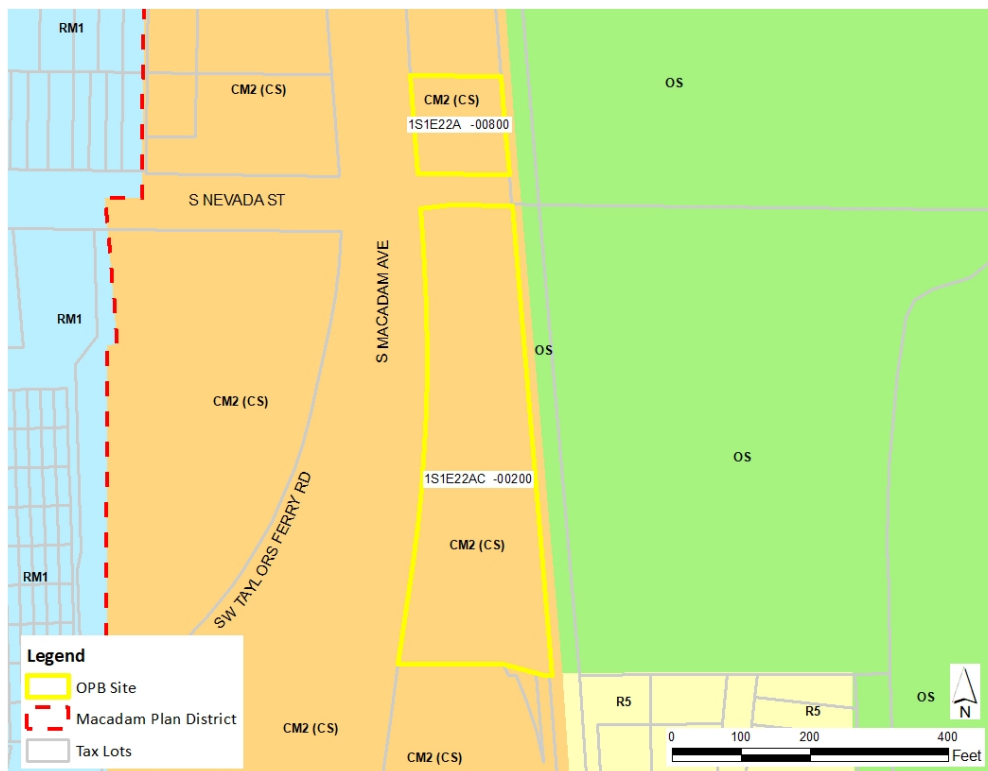 RM1
CM2 (CS)
CM2 (CS)
OS
1S1E22A -00800
S NEVADA ST
S MACADAM AVE
RM1
OS
CM2 (CS)
OS
1S1E22AC -00200
SW TAYLORS FERRY RD
CM2 (CS)
RM1
Legend
OPB Site
Macadam Plan District
Tax Lots
CM2 (CS)
CM2 (CS)
R5
R5
OS
N
0 100 200 400
Feet